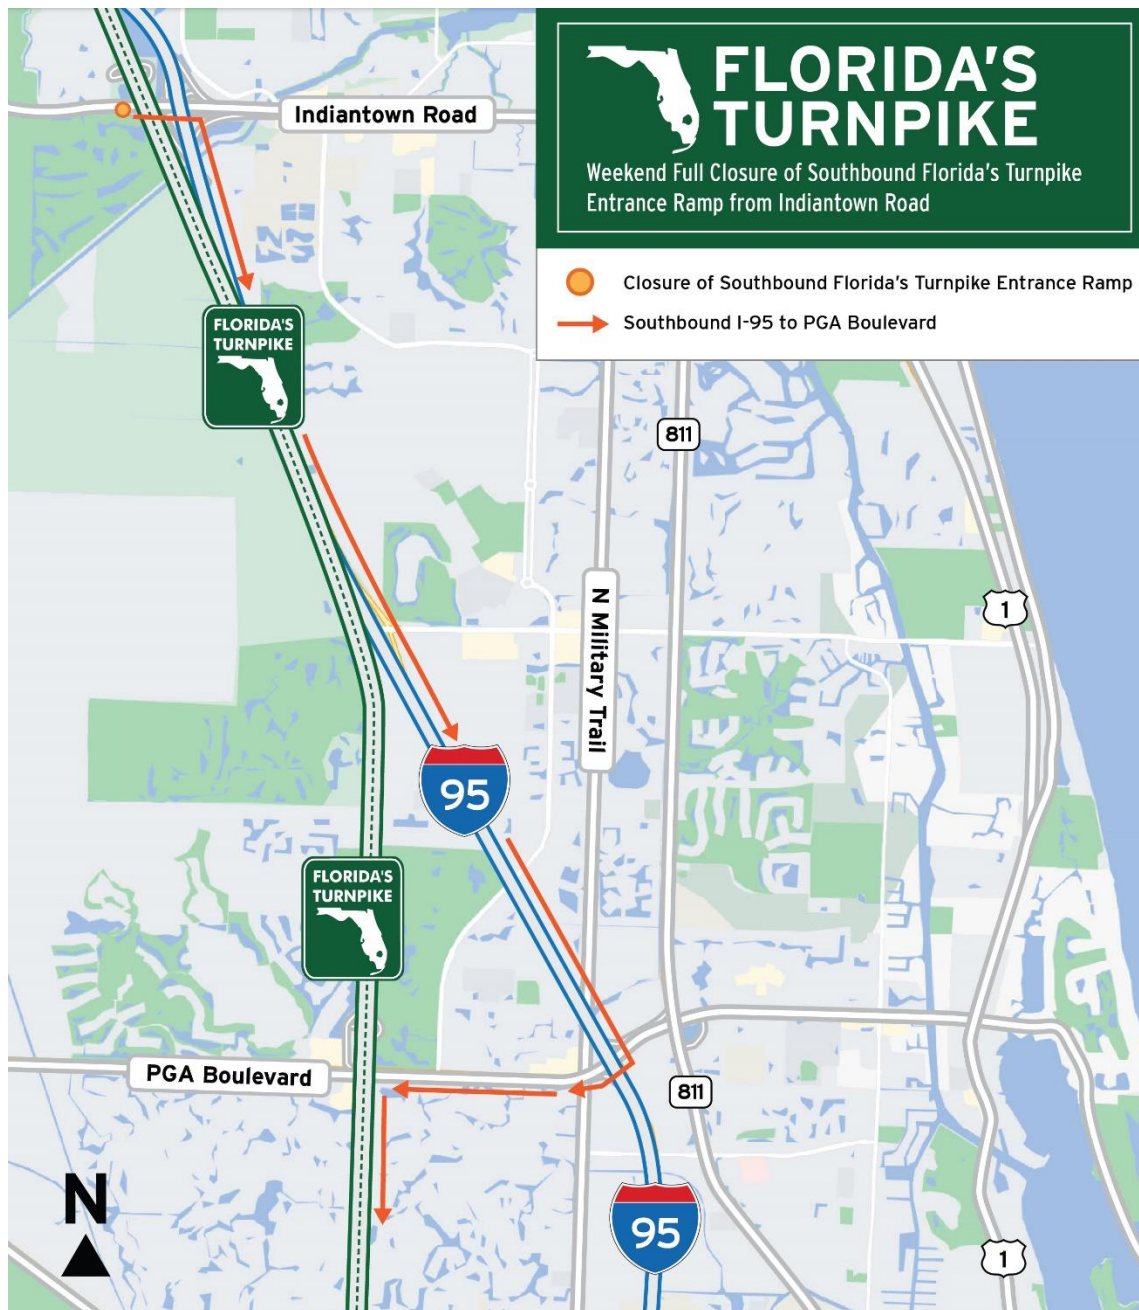 FLORIDA'S
TURNPIKE
Weekend Full Closure of Southbound Florida's Turnpike
Entrance Ramp from Indiantown Road
Closure of Southbound Florida's Turnpike Entrance Ramp
Southbound I-95 to PGA Boulevard
Indiantown Road
FLORIDA'S
TURNPIKE
811
N Military Trail
1
95
FLORIDA'S
TURNPIKE
PGA Boulevard
811
N
95
1